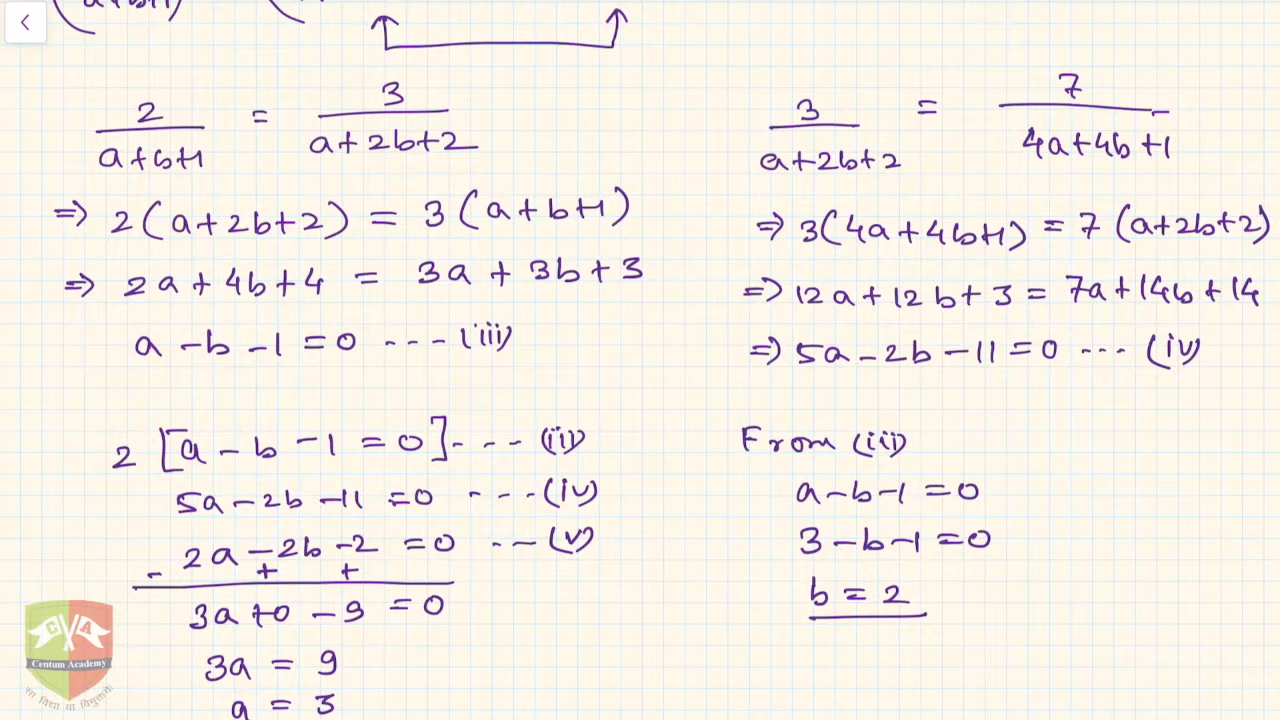 a+b+1
2/(a+b+1) = 3/(a+2b+2)
⇒ 2(a+2b+2) = 3(a+b+1)
⇒ 2a+4b+4 = 3a+3b+3
a-b-1=0 --- (iii)
2[a-b-1=0]--- (iii)
5a-2b-11=0 ---(iv)
2a-2b-2=0 ---(v)
- + +
3a+0-9=0
3a = 9
a = 3
3/(a+2b+2) = 7/(4a+4b+1)
⇒ 3(4a+4b+1) = 7(a+2b+2)
⇒ 12a+12b+3 = 7a+14b+14
⇒ 5a-2b-11=0 --- (iv)
From (iii)
a-b-1=0
3-b-1=0
b = 2
CA
Centum Academy
सा विद्या या विमुक्तये